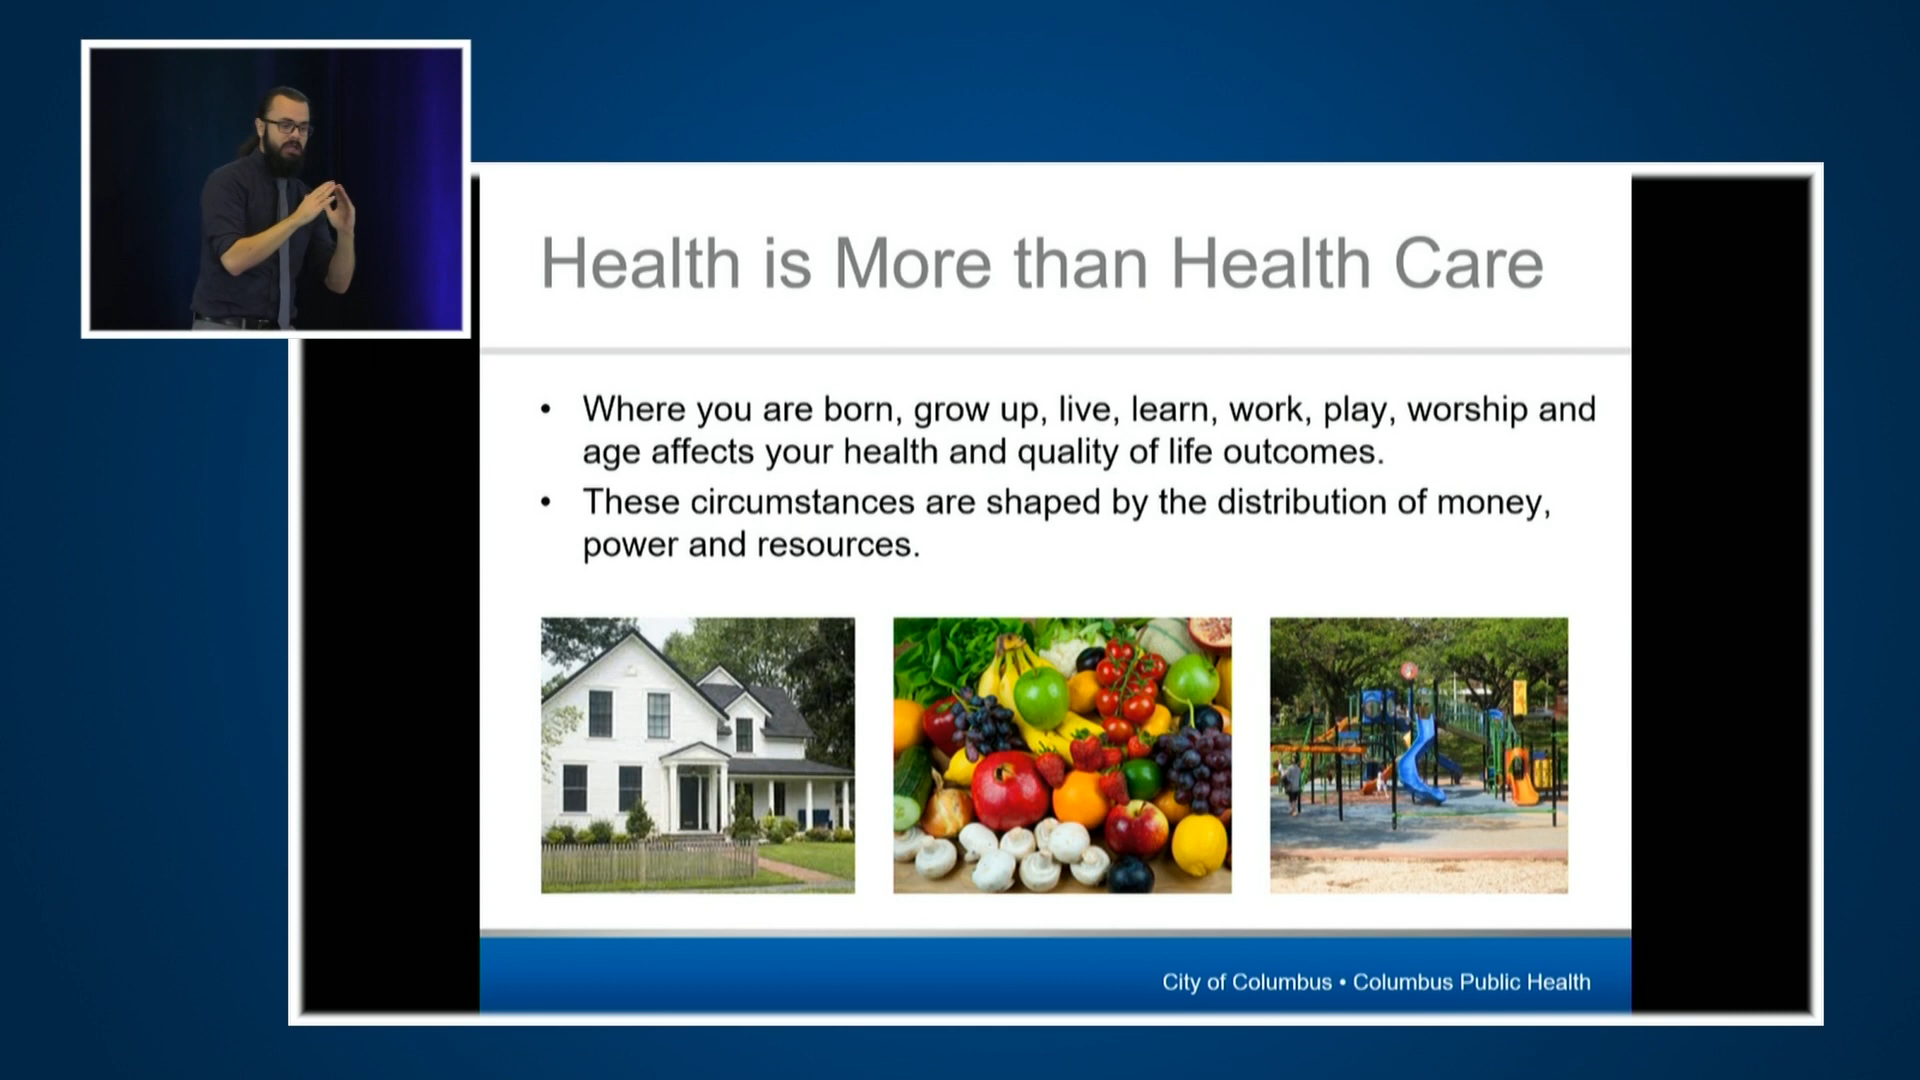 Health is More than Health Care
• Where you are born, grow up, live, learn, work, play, worship and
age affects your health and quality of life outcomes.
• These circumstances are shaped by the distribution of money,
power and resources.
City of Columbus • Columbus Public Health